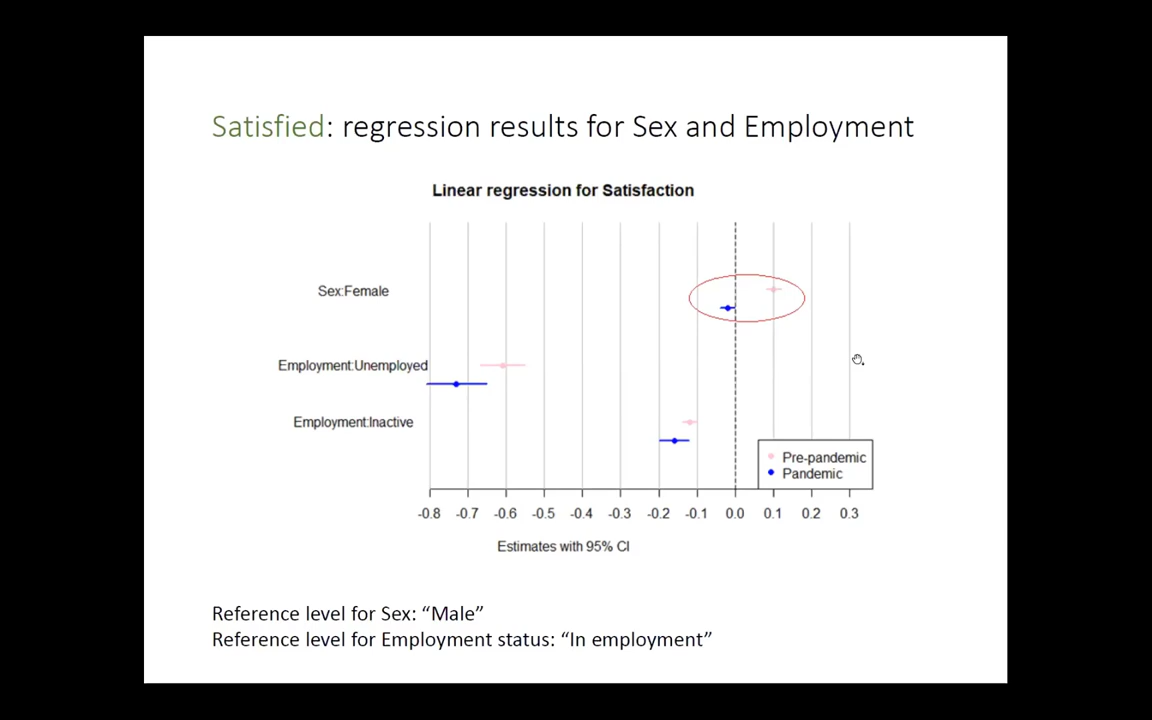 Satisfied: regression results for Sex and Employment
Linear regression for Satisfaction
Sex:Female
Employment:Unemployed
Employment:Inactive
Pre-pandemic
Pandemic
-0.8 -0.7 -0.6 -0.5 -0.4 -0.3 -0.2 -0.1 0.0 0.1 0.2 0.3
Estimates with 95% CI
Reference level for Sex: “Male”
Reference level for Employment status: “In employment”